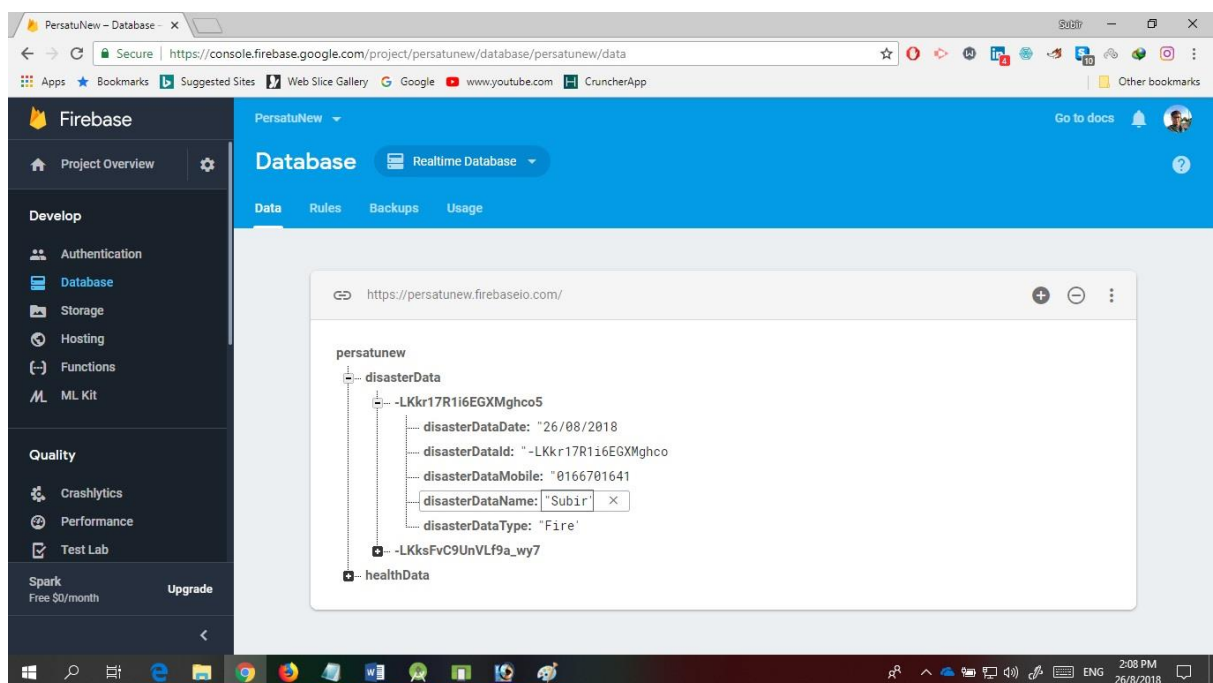 PersatuNew – Database –
Subir
Secure | https://console.firebase.google.com/project/persatunew/database/persatunew/data
4
10
Apps Bookmarks Suggested Sites Web Slice Gallery Google www.youtube.com CruncherApp Other bookmarks
Firebase
PersatuNew
Go to docs
Project Overview
Database
Realtime Database
Data Rules Backups Usage
Develop
Authentication
Database
Storage
Hosting
Functions
ML Kit
Quality
Crashlytics
Performance
Test Lab
Spark
Free $0/month
Upgrade
https://persatunew.firebaseio.com/
persatunew
disasterData
-LKkr17R1i6EGXMghco5
disasterDataDate: "26/08/2018
disasterDataId: "-LKkr17R1i6EGXMghco
disasterDataMobile: "0166701641
disasterDataName: "Subir'
disasterDataType: "Fire'
-LKksFvC9UnVLf9a_wy7
healthData
ENG
2:08 PM
26/8/2018